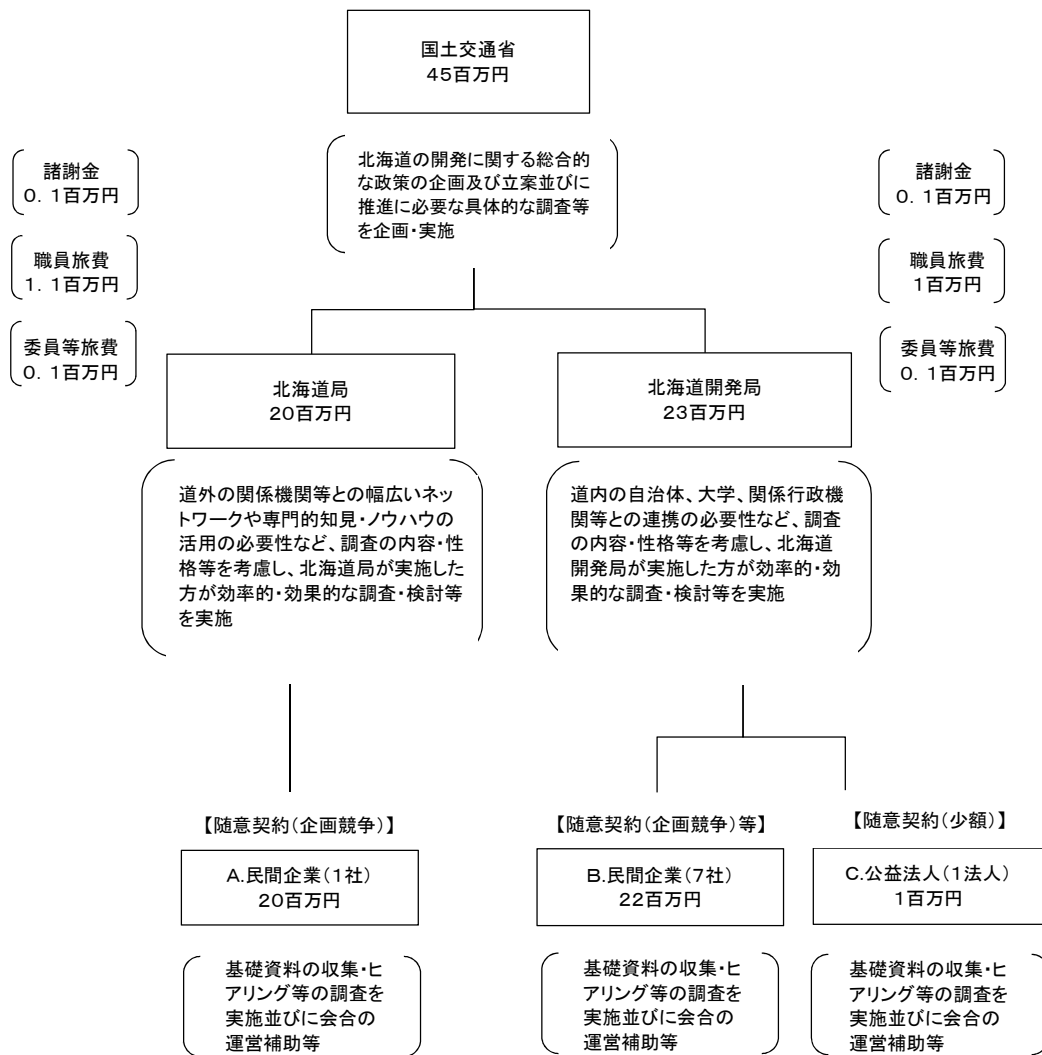 国土交通省
45百万円
北海道の開発に関する総合的
な政策の企画及び立案並びに
推進に必要な具体的な調査等
を企画・実施
諸謝金
0．1百万円
職員旅費
1．1百万円
委員等旅費
0．1百万円
諸謝金
0．1百万円
職員旅費
1百万円
委員等旅費
0．1百万円
北海道局
20百万円
道外の関係機関等との幅広いネッ
トワークや専門的知見・ノウハウの
活用の必要性など、調査の内容・性
格等を考慮し、北海道局が実施した
方が効率的・効果的な調査・検討等
を実施
北海道開発局
23百万円
道内の自治体、大学、関係行政機
関等との連携の必要性など、調査
の内容・性格等を考慮し、北海道
開発局が実施した方が効率的・効
果的な調査・検討等を実施
【随意契約（企画競争）】
A.民間企業（1社）
20百万円
基礎資料の収集・ヒ
アリング等の調査を
実施並びに会合の
運営補助等
【随意契約（企画競争）等】
B.民間企業（7社）
22百万円
基礎資料の収集・ヒ
アリング等の調査を
実施並びに会合の
運営補助等
【随意契約（少額）】
C.公益法人（1法人）
1百万円
基礎資料の収集・ヒ
アリング等の調査を
実施並びに会合の
運営補助等